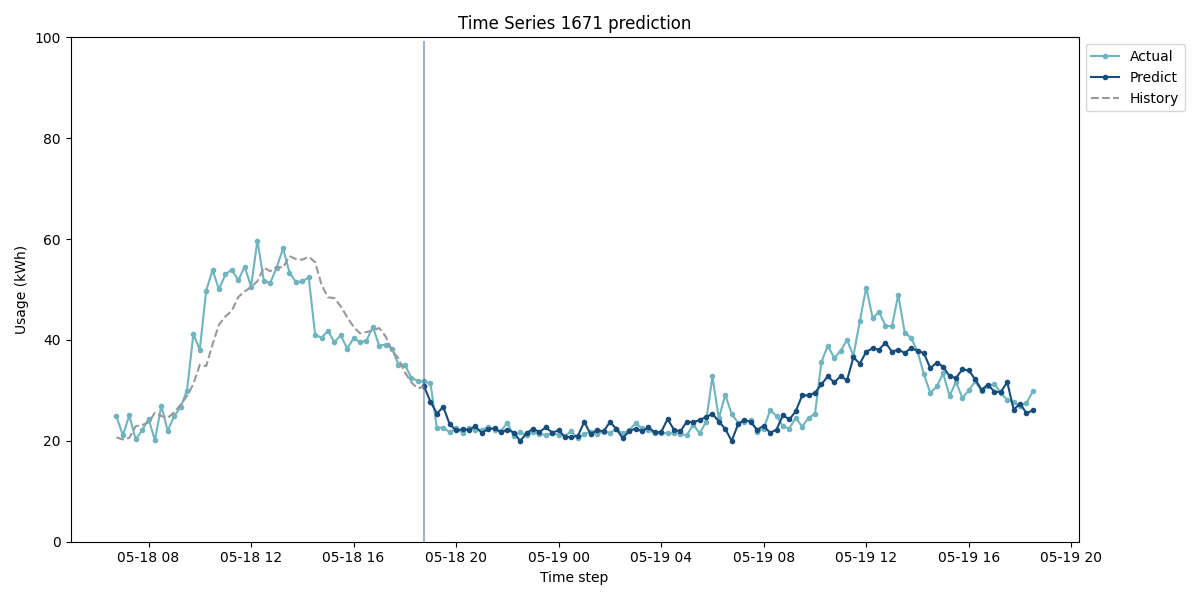 Time Series 1671 prediction
100
80
60
40
20
0
Usage (kWh)
05-18 08
05-18 12
05-18 16
05-18 20
05-19 00
05-19 04
05-19 08
05-19 12
05-19 16
05-19 20
Time step
Actual
Predict
History